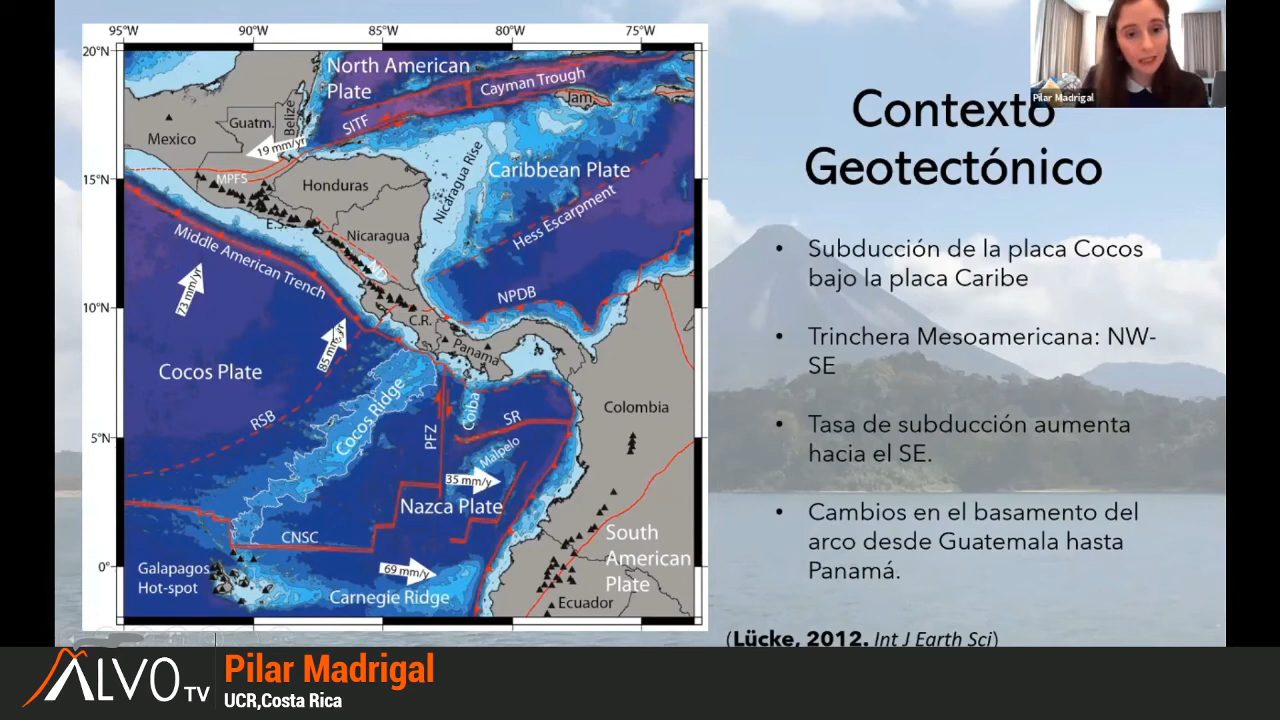 95°W
90°W
85°W
80°W
75°W
20°N
15°N
10°N
5°N
0°
North American
Plate
Cayman Trough
Jam.
SITF
Belize
Guatm.
Mexico
19 mm/yr
MPFS
Honduras
Nicaragua Rise
Caribbean Plate
Hess Escarpment
E.S.
Nicaragua
ND
Middle American Trench
73 mm/yr
NPDB
C.R.
Panama
85 mm/yr
Cocos Plate
Cocos Ridge
RSB
Coiba
PFZ
SR
Malpelo
Colombia
35 mm/y
Nazca Plate
CNSC
South
American
Plate
Galapagos
Hot-spot
69 mm/y
Carnegie Ridge
Ecuador
Pilar Madrigal
Contexto
Geotectónico
• Subducción de la placa Cocos
bajo la placa Caribe
• Trinchera Mesoamericana: NW-
SE
• Tasa de subducción aumenta
hacia el SE.
• Cambios en el basamento del
arco desde Guatemala hasta
Panamá.
(Lücke, 2012. Int J Earth Sci)
ALVO TV
Pilar Madrigal
UCR,Costa Rica